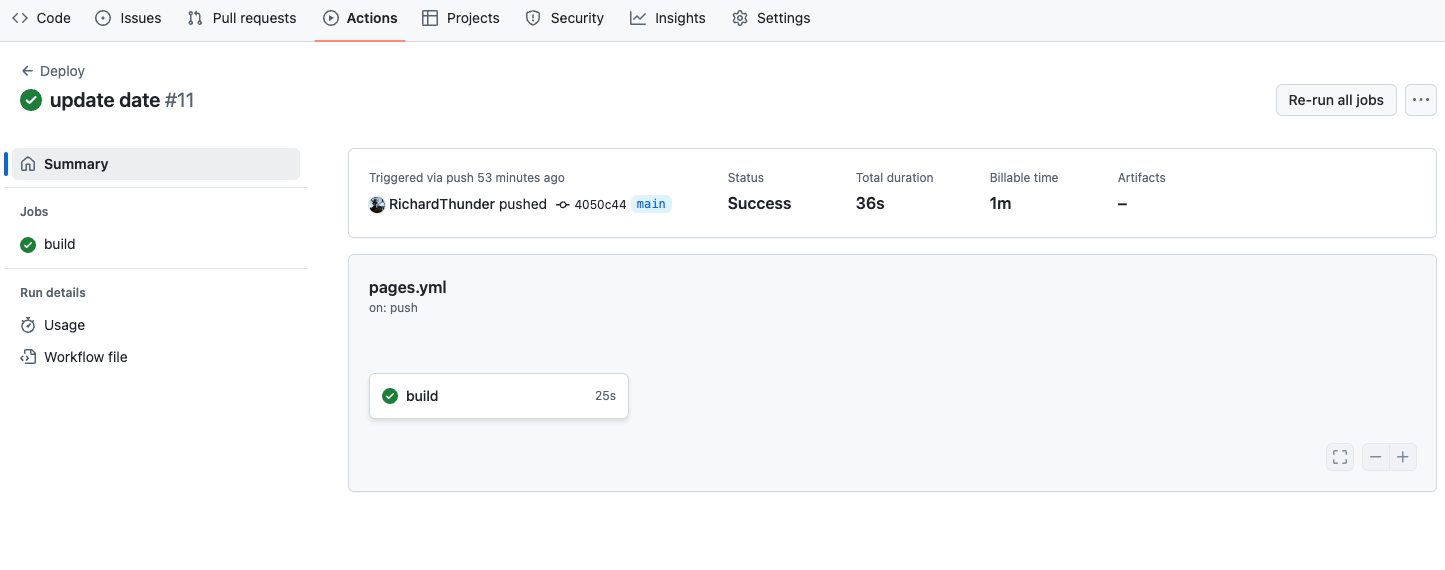 Code Issues Pull requests Actions Projects Security Insights Settings
← Deploy
update date #11
Re-run all jobs
Summary
Jobs
build
Run details
Usage
Workflow file
Triggered via push 53 minutes ago
RichardThunder pushed 4050c44 main
Status
Success
Total duration
36s
Billable time
1m
Artifacts
–
pages.yml
on: push
build 25s